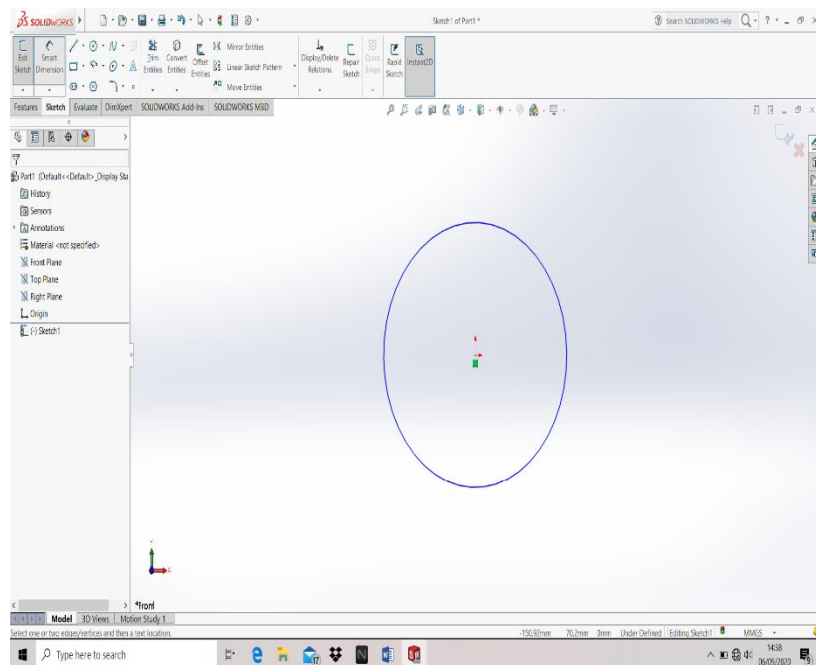 SOLIDWORKS
Sketch1 of Part1 *
Search SOLIDWORKS Help
Exit Sketch
Smart Dimension
Trim Entities
Convert Entities
Offset Entities
Mirror Entities
Linear Sketch Pattern
Move Entities
Display/Delete Relations
Repair Sketch
Quick Snaps
Rapid Sketch
Instant2D
Features Sketch Evaluate DimXpert SOLIDWORKS Add-Ins SOLIDWORKS MBD
Part1 (Default<<Default>_Display Sta
History
Sensors
Annotations
Material <not specified>
Front Plane
Top Plane
Right Plane
Origin
(-) Sketch1
*Front
Model 3D Views Motion Study 1
Select one or two edges/vertices and then a text location.
-150.92mm 70.2mm 0mm Under Defined Editing Sketch1 MMGS
Type here to search
14:38
06/09/2020